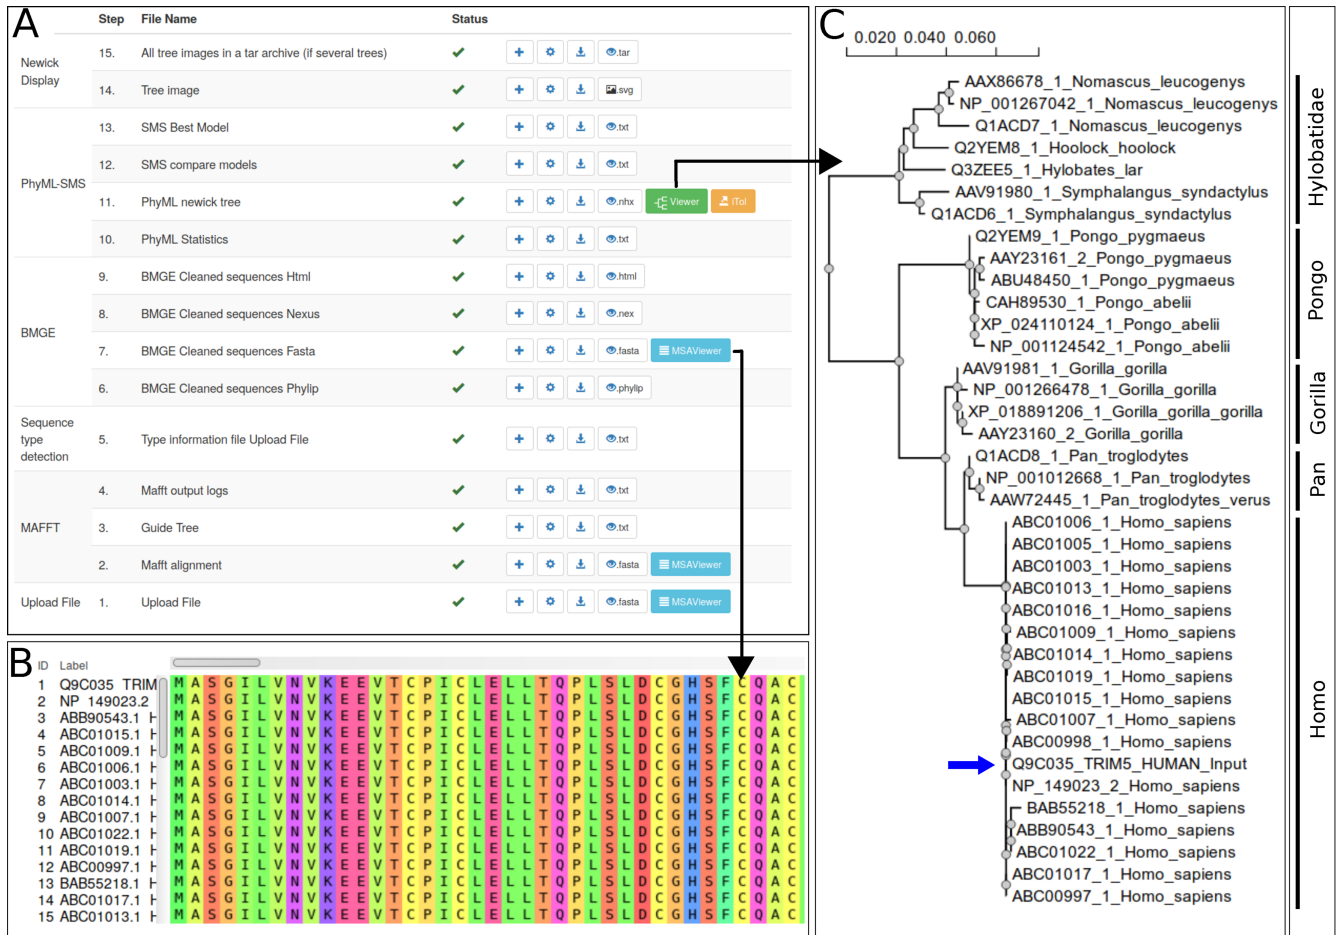 A
Step File Name Status
Newick
Display
15. All tree images in a tar archive (if several trees) .tar
14. Tree image .svg
PhyML-SMS
13. SMS Best Model .txt
12. SMS compare models .txt
11. PhyML newick tree .nhx Viewer iTol
10. PhyML Statistics .txt
BMGE
9. BMGE Cleaned sequences Html .html
8. BMGE Cleaned sequences Nexus .nex
7. BMGE Cleaned sequences Fasta .fasta MSAViewer
6. BMGE Cleaned sequences Phylip .phylip
Sequence
type
detection
5. Type information file Upload File .txt
MAFFT
4. Mafft output logs .txt
3. Guide Tree .txt
2. Mafft alignment .fasta MSAViewer
Upload File 1. Upload File .fasta MSAViewer
B
ID Label
1 Q9C035 TRIM M A S G I L V N V K E E V T C P I C L E L L T Q P L S L D C G H S F C Q A C
2 NP 149023.2 M A S G I L V N V K E E V T C P I C L E L L T Q P L S L D C G H S F C Q A C
3 ABB90543.1 H M A S G I L V N V K E E V T C P I C L E L L T Q P L S L D C G H S F C Q A C
4 ABC01015.1 H M A S G I L V N V K E E V T C P I C L E L L T Q P L S L D C G H S F C Q A C
5 ABC01009.1 H M A S G I L V N V K E E V T C P I C L E L L T Q P L S L D C G H S F C Q A C
6 ABC01006.1 H M A S G I L V N V K E E V T C P I C L E L L T Q P L S L D C G H S F C Q A C
7 ABC01003.1 H M A S G I L V N V K E E V T C P I C L E L L T Q P L S L D C G H S F C Q A C
8 ABC01014.1 H M A S G I L V N V K E E V T C P I C L E L L T Q P L S L D C G H S F C Q A C
9 ABC01007.1 H M A S G I L V N V K E E V T C P I C L E L L T Q P L S L D C G H S F C Q A C
10 ABC01022.1 H M A S G I L V N V K E E V T C P I C L E L L T Q P L S L D C G H S F C Q A C
11 ABC01019.1 H M A S G I L V N V K E E V T C P I C L E L L T Q P L S L D C G H S F C Q A C
12 ABC00997.1 H M A S G I L V N V K E E V T C P I C L E L L T Q P L S L D C G H S F C Q A C
13 BAB55218.1 H M A S G I L V N V K E E V T C P I C L E L L T Q P L S L D C G H S F C Q A C
14 ABC01017.1 H M A S G I L V N V K E E V T C P I C L E L L T Q P L S L D C G H S F C Q A C
15 ABC01013.1 H M A S G I L V N V K E E V T C P I C L E L L T Q P L S L D C G H S F C Q A C
C
0.020 0.040 0.060
AAX86678_1_Nomascus_leucogenys
NP_001267042_1_Nomascus_leucogenys
Q1ACD7_1_Nomascus_leucogenys
Q2YEM8_1_Hoolock_hoolock
Q3ZEE5_1_Hylobates_lar
AAV91980_1_Symphalangus_syndactylus
Q1ACD6_1_Symphalangus_syndactylus
Q2YEM9_1_Pongo_pygmaeus
AAY23161_2_Pongo_pygmaeus
ABU48450_1_Pongo_pygmaeus
CAH89530_1_Pongo_abelii
XP_024110124_1_Pongo_abelii
NP_001124542_1_Pongo_abelii
AAV91981_1_Gorilla_gorilla
NP_001266478_1_Gorilla_gorilla
XP_018891206_1_Gorilla_gorilla_gorilla
AAY23160_2_Gorilla_gorilla
Q1ACD8_1_Pan_troglodytes
NP_001012668_1_Pan_troglodytes
AAW72445_1_Pan_troglodytes_verus
ABC01006_1_Homo_sapiens
ABC01005_1_Homo_sapiens
ABC01003_1_Homo_sapiens
ABC01013_1_Homo_sapiens
ABC01016_1_Homo_sapiens
ABC01009_1_Homo_sapiens
ABC01014_1_Homo_sapiens
ABC01019_1_Homo_sapiens
ABC01015_1_Homo_sapiens
ABC01007_1_Homo_sapiens
ABC00998_1_Homo_sapiens
Q9C035_TRIM5_HUMAN_Input
NP_149023_2_Homo_sapiens
BAB55218_1_Homo_sapiens
ABB90543_1_Homo_sapiens
ABC01022_1_Homo_sapiens
ABC01017_1_Homo_sapiens
ABC00997_1_Homo_sapiens
Hylobatidae
Pongo
Gorilla
Pan
Homo